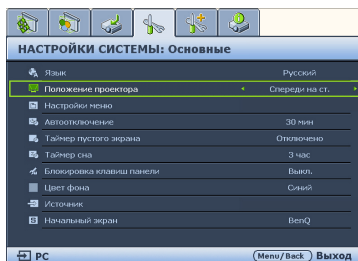 НАСТРОЙКИ СИСТЕМЫ: Основные
Язык Русский
Положение проектора Спереди на ст.
Настройки меню
Автоотключение 30 мин
Таймер пустого экрана Отключено
Таймер сна 3 час
Блокировка клавиш панели Выкл.
Цвет фона Синий
Источник
Начальный экран BenQ
PC Menu/Back Выход